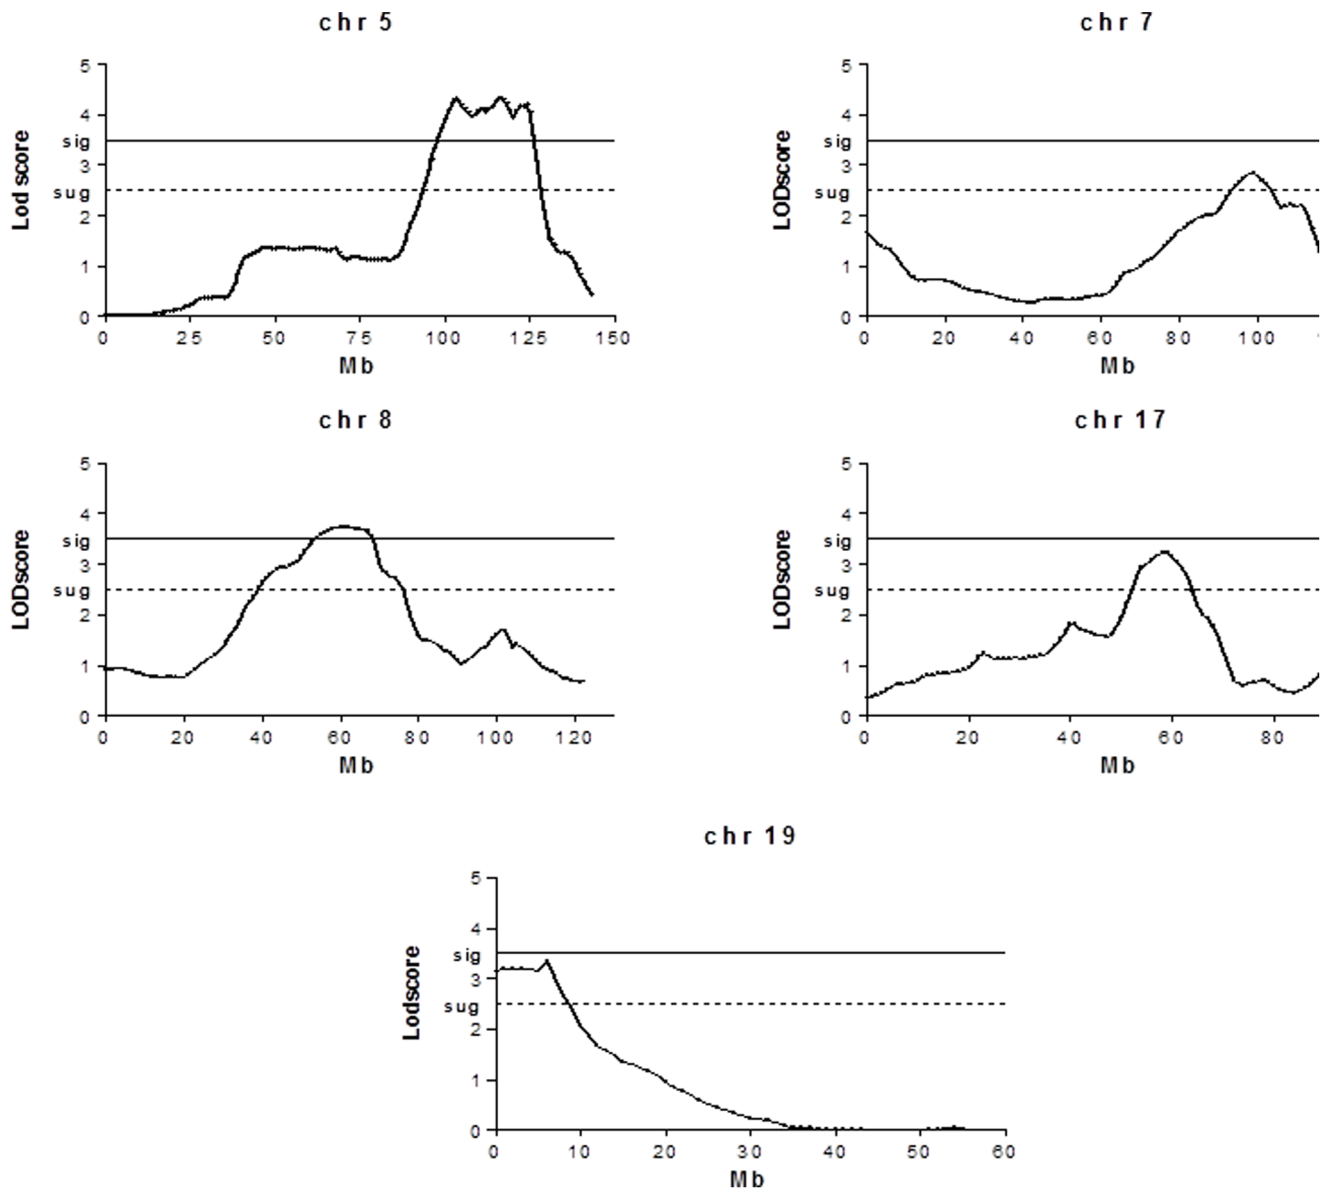 chr 5
5
4
sig
3
sug
2
1
0
Lod score
0 25 50 75 100 125 150
Mb
chr 7
5
4
sig
3
sug
2
1
0
LODscore
0 20 40 60 80 100
Mb
chr 8
5
4
sig
3
sug
2
1
0
LODscore
0 20 40 60 80 100 120
Mb
chr 17
5
4
sig
3
sug
2
1
0
LODscore
0 20 40 60 80
Mb
chr 19
5
4
sig
3
sug
2
1
0
Lodscore
0 10 20 30 40 50 60
Mb